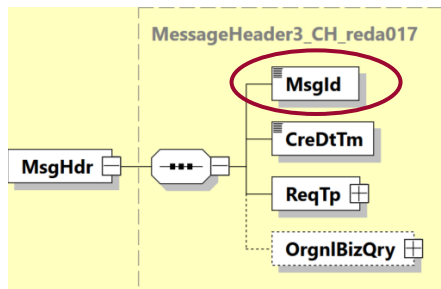 MessageHeader3_CH_reda017
MsgId
CreDtTm
MsgHdr
ReqTp
OrgnlBizQry